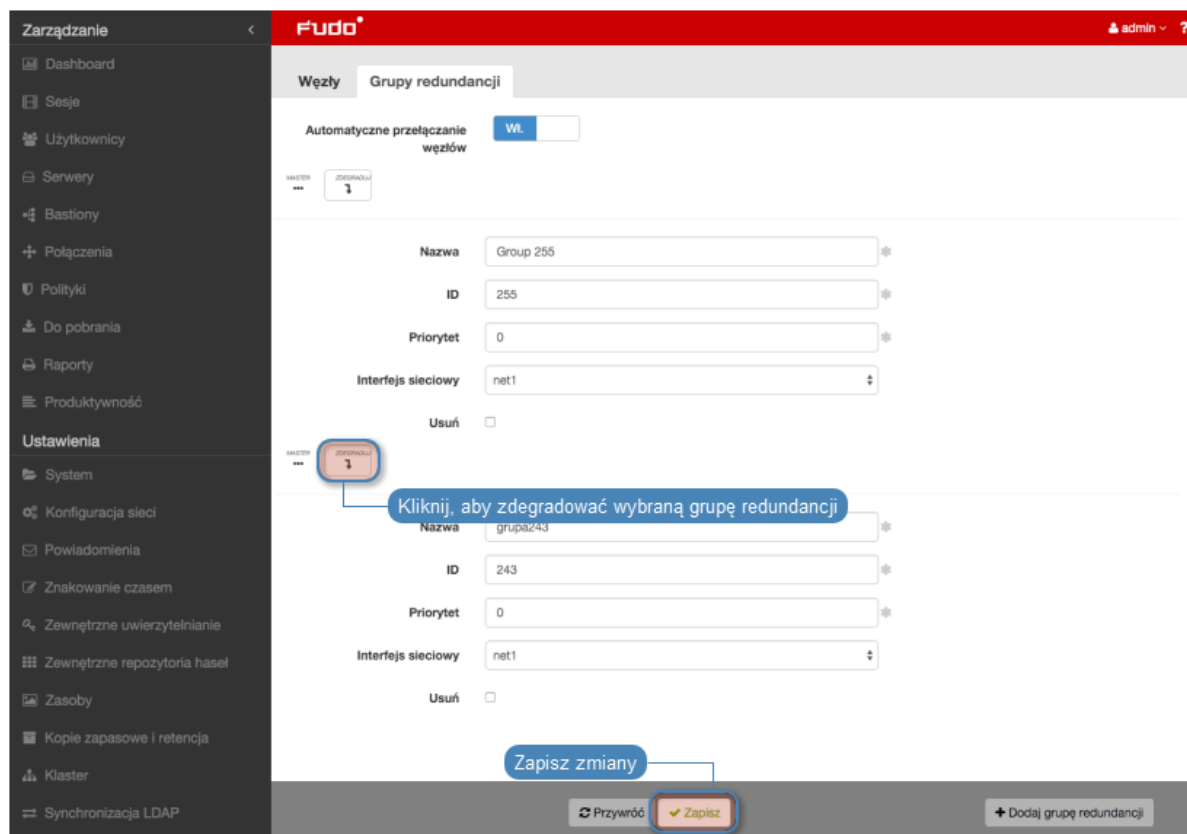 Zarządzanie
Dashboard
Sesje
Użytkownicy
Serwery
Bastiony
Połączenia
Polityki
Do pobrania
Raporty
Produktywność
Ustawienia
System
Konfiguracja sieci
Powiadomienia
Znakowanie czasem
Zewnętrzne uwierzytelnianie
Zewnętrzne repozytoria haseł
Zasoby
Kopie zapasowe i retencja
Klaster
Synchronizacja LDAP
FUDO
admin ?
Węzły Grupy redundancji
Automatyczne przełączanie węzłów WŁ.
MASTER ZDEGRADUJ
Nazwa Group 255 *
ID 255 *
Priorytet 0 *
Interfejs sieciowy net1
Usuń
MASTER ZDEGRADUJ
Kliknij, aby zdegradować wybraną grupę redundancji
Nazwa grupa243 *
ID 243 *
Priorytet 0 *
Interfejs sieciowy net1
Usuń
Zapisz zmiany
Przywróć Zapisz + Dodaj grupę redundancji